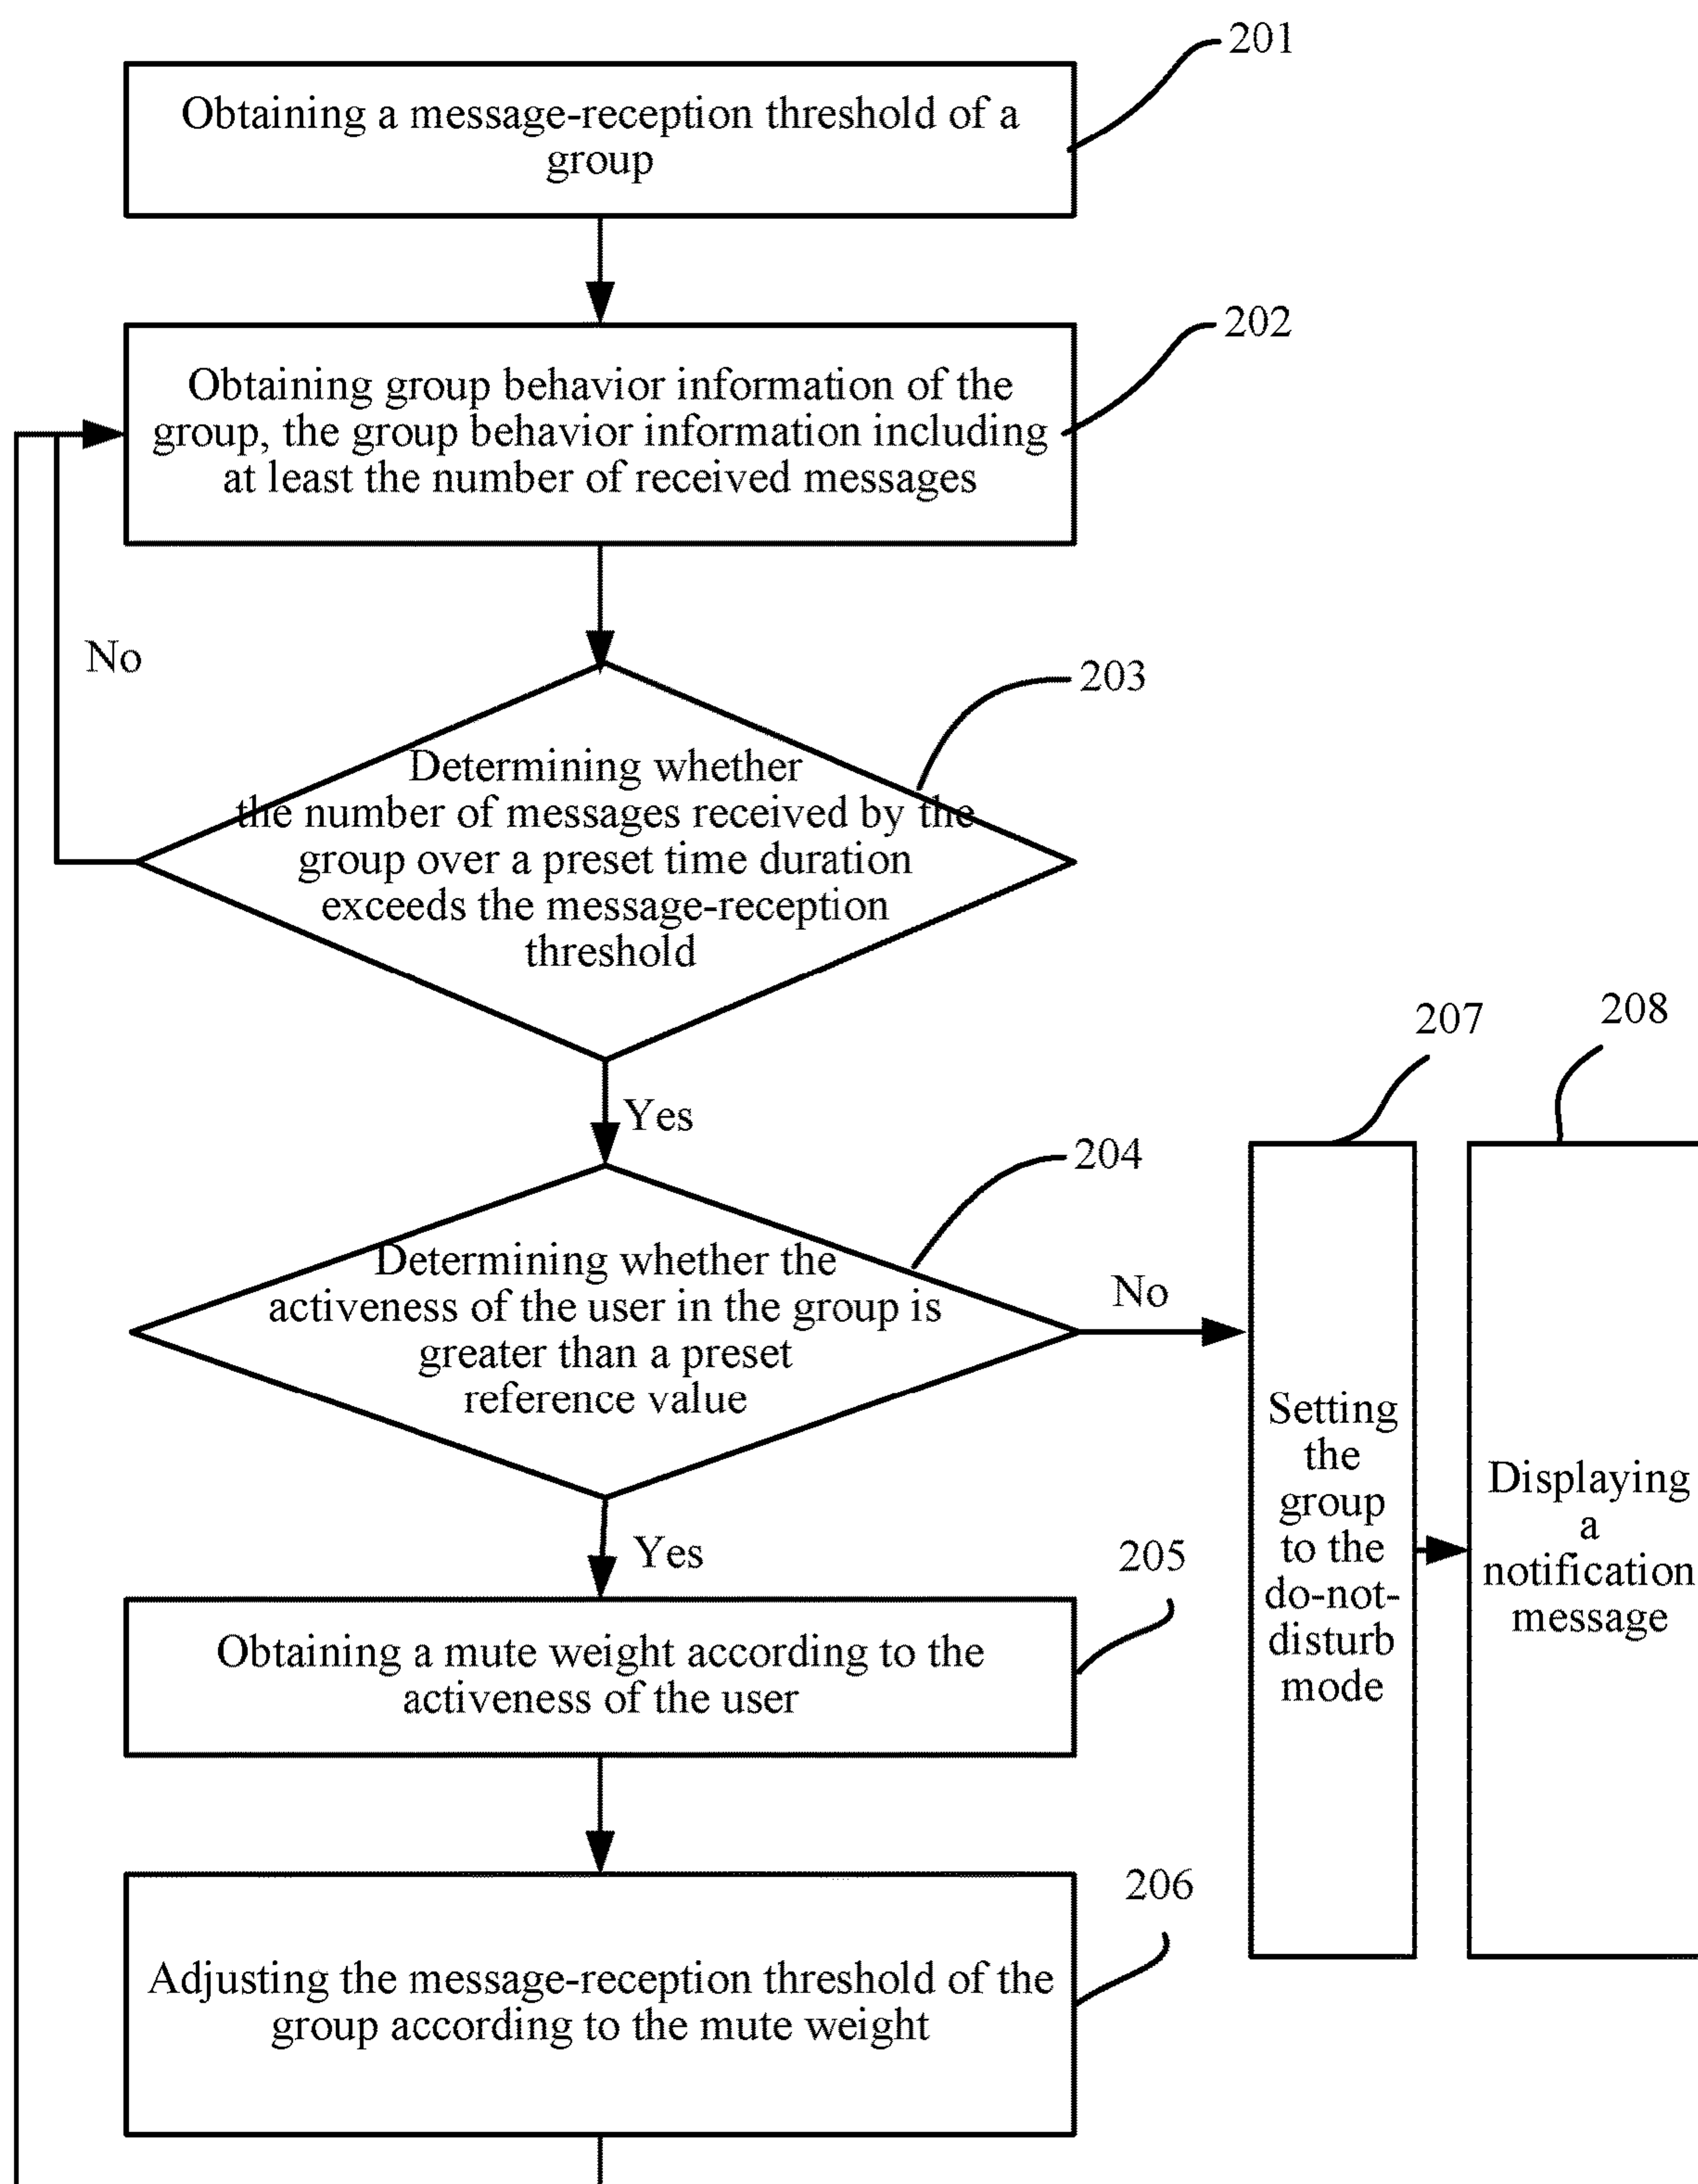 201
Obtaining a message-reception threshold of a
group
202
Obtaining group behavior information of the
group, the group behavior information including
at least the number of received messages
No
203
Determining whether
the number of messages received by the
group over a preset time duration
exceeds the message-reception
threshold
Yes
204
Determining whether the
activeness of the user in the group is
greater than a preset
reference value
No
207
Setting
the
group
to the
do-not-
disturb
mode
208
Displaying
a
notification
message
Yes
205
Obtaining a mute weight according to the
activeness of the user
206
Adjusting the message-reception threshold of the
group according to the mute weight